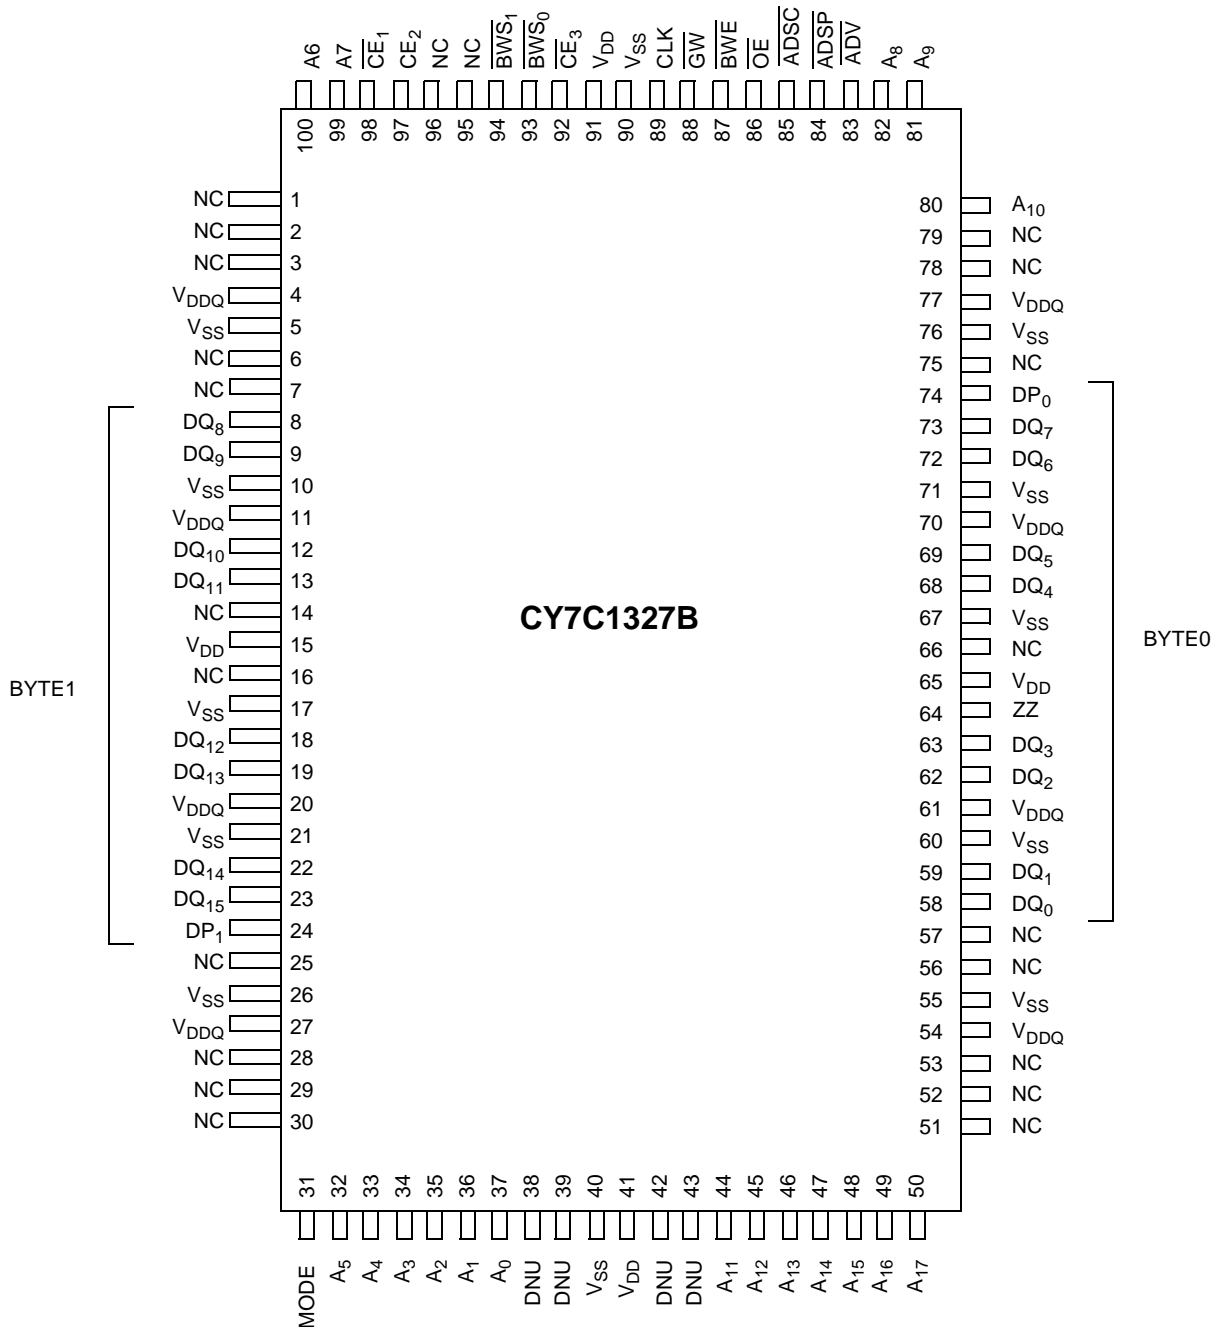 A6 A7 CE1 CE2 NC NC BWS1 BWS0 CE3 VDD VSS CLK GW BWE OE ADSC ADSP ADV A8 A9
100 99 98 97 96 95 94 93 92 91 90 89 88 87 86 85 84 83 82 81
NC 1
NC 2
NC 3
VDDQ 4
VSS 5
NC 6
NC 7
DQ8 8
DQ9 9
VSS 10
VDDQ 11
DQ10 12
DQ11 13
NC 14
VDD 15
NC 16
VSS 17
DQ12 18
DQ13 19
VDDQ 20
VSS 21
DQ14 22
DQ15 23
DP1 24
NC 25
VSS 26
VDDQ 27
NC 28
NC 29
NC 30
BYTE1
CY7C1327B
80 A10
79 NC
78 NC
77 VDDQ
76 VSS
75 NC
74 DP0
73 DQ7
72 DQ6
71 VSS
70 VDDQ
69 DQ5
68 DQ4
67 VSS
66 NC
65 VDD
64 ZZ
63 DQ3
62 DQ2
61 VDDQ
60 VSS
59 DQ1
58 DQ0
57 NC
56 NC
55 VSS
54 VDDQ
53 NC
52 NC
51 NC
BYTE0
31 32 33 34 35 36 37 38 39 40 41 42 43 44 45 46 47 48 49 50
MODE A5 A4 A3 A2 A1 A0 DNU DNU VSS VDD DNU DNU A11 A12 A13 A14 A15 A16 A17